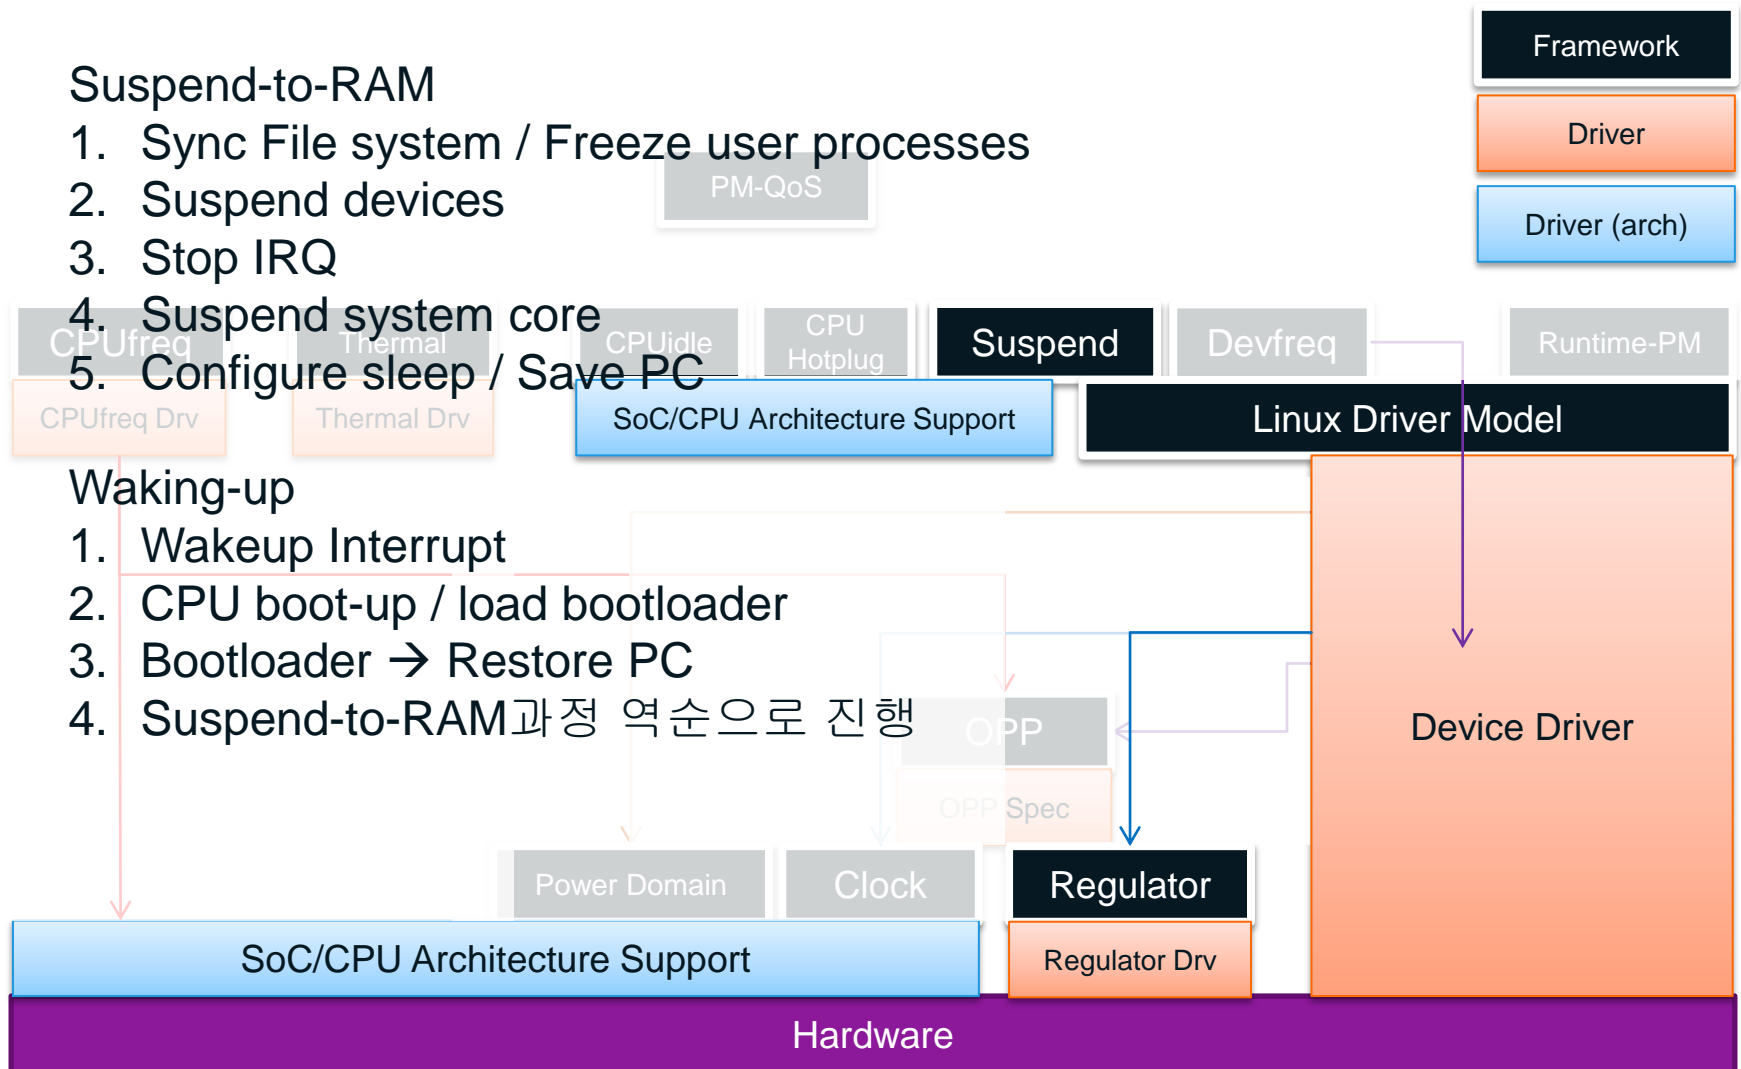 Framework
Driver
Driver (arch)
Suspend-to-RAM
1. Sync File system / Freeze user processes
2. Suspend devices
3. Stop IRQ
4. Suspend system core
5. Configure sleep / Save PC
Waking-up
1. Wakeup Interrupt
2. CPU boot-up / load bootloader
3. Bootloader → Restore PC
4. Suspend-to-RAM과정 역순으로 진행
PM-QoS
CPUfreq
Thermal
CPUidle
CPU
Hotplug
Suspend
Devfreq
Runtime-PM
CPUfreq Drv
Thermal Drv
SoC/CPU Architecture Support
Linux Driver Model
OPP
OPP Spec
Device Driver
Power Domain
Clock
Regulator
SoC/CPU Architecture Support
Regulator Drv
Hardware